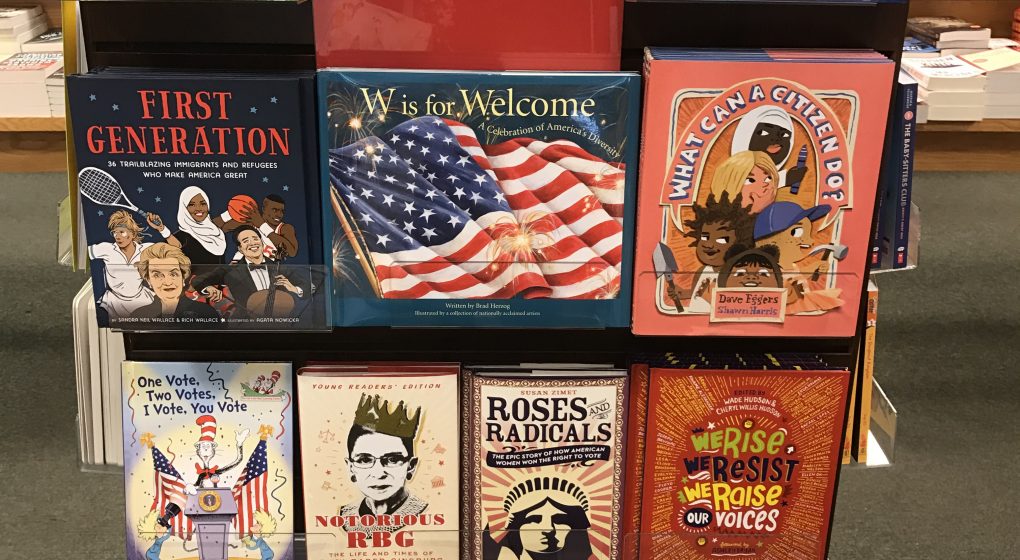 FIRST
GENERATION
36 TRAILBLAZING IMMIGRANTS AND REFUGEES
WHO MAKE AMERICA GREAT
BY SANDRA NEIL WALLACE & RICH WALLACE ILLUSTRATED BY AGATA NOWICKA
W is for Welcome
A Celebration of America's Diversity
Written by Brad Herzog
Illustrated by a collection of nationally acclaimed artists
WHAT CAN A CITIZEN DO?
Dave Eggers
Shawn Harris
THE BABY-SITTERS CLUB
One Vote,
Two Votes,
I Vote, You Vote
YOUNG READERS' EDITION
NOTORIOUS
RBG
THE LIFE AND TIMES OF
SUSAN ZIMET
ROSES AND
RADICALS
THE EPIC STORY OF HOW AMERICAN
WOMEN WON THE RIGHT TO VOTE
EDITED BY
WADE HUDSON &
CHERYL WILLIS HUDSON
WE RISE
WE RESIST
WE RAISE
OUR VOICES